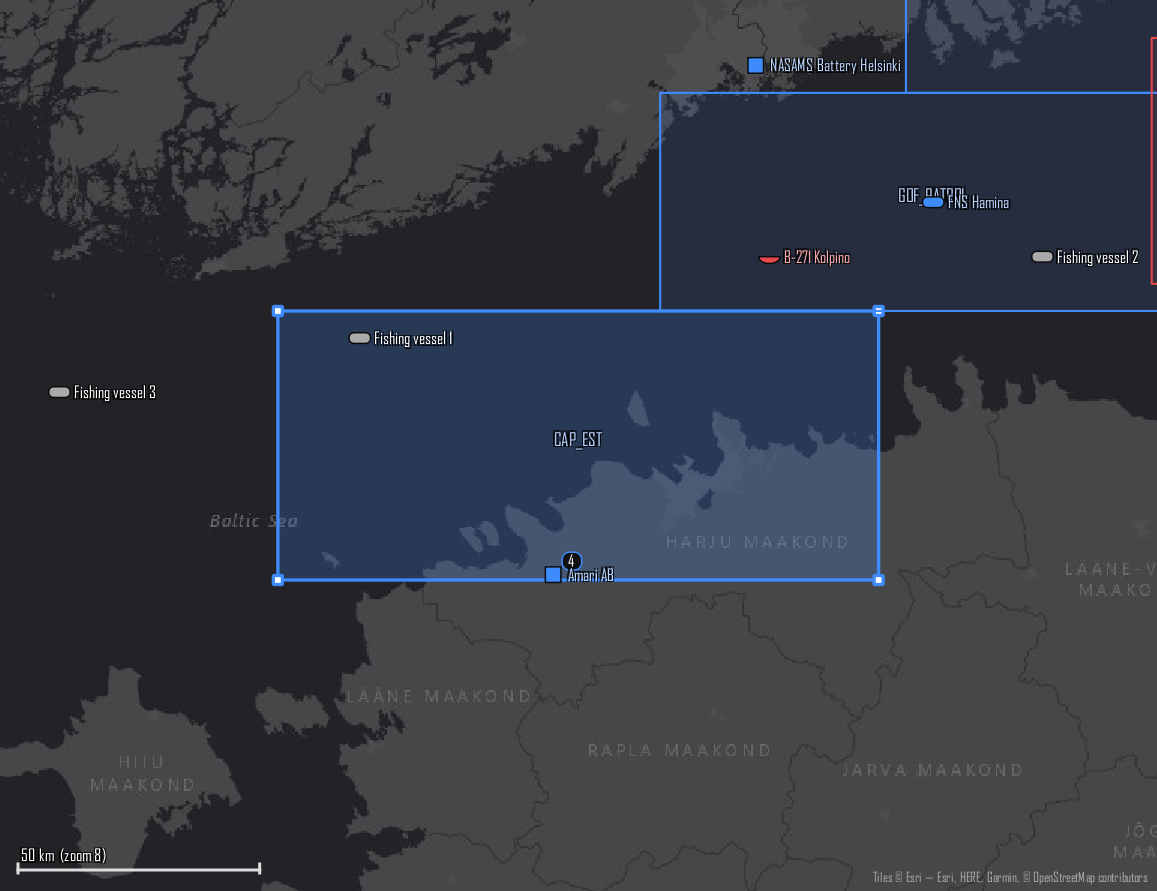 NASAMS Battery Helsinki
GOF_PATROL
FNS Hamina
B-271 Kolpino
Fishing vessel 2
Fishing vessel 1
Fishing vessel 3
CAP_EST
Baltic Sea
HARJU MAAKOND
4
Amari AB
LÄÄNE-V
MAAKO
LÄÄNE MAAKOND
RAPLA MAAKOND
HIIU
MAAKOND
JÄRVA MAAKOND
JÕG
MAA
50 km (zoom 8)
Tiles © Esri — Esri, HERE, Garmin, © OpenStreetMap contributors